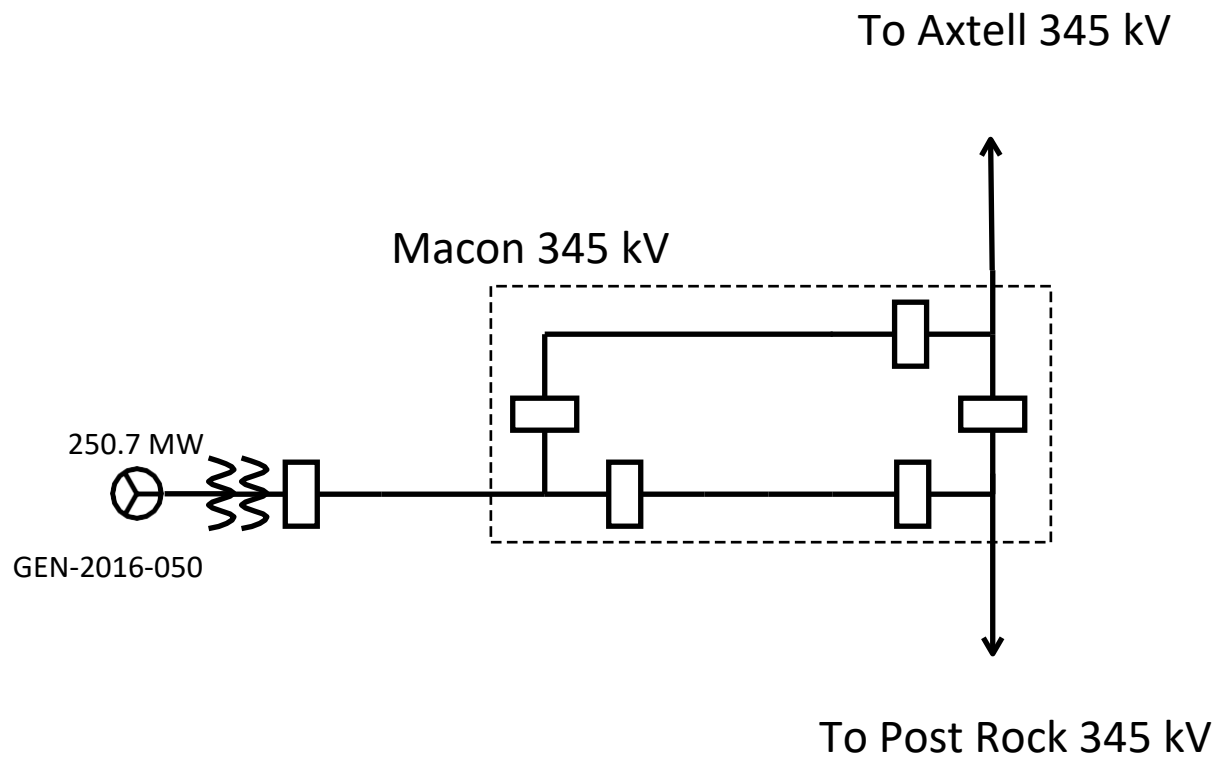 To Axtell 345 kV
Macon 345 kV
250.7 MW
GEN-2016-050
To Post Rock 345 kV